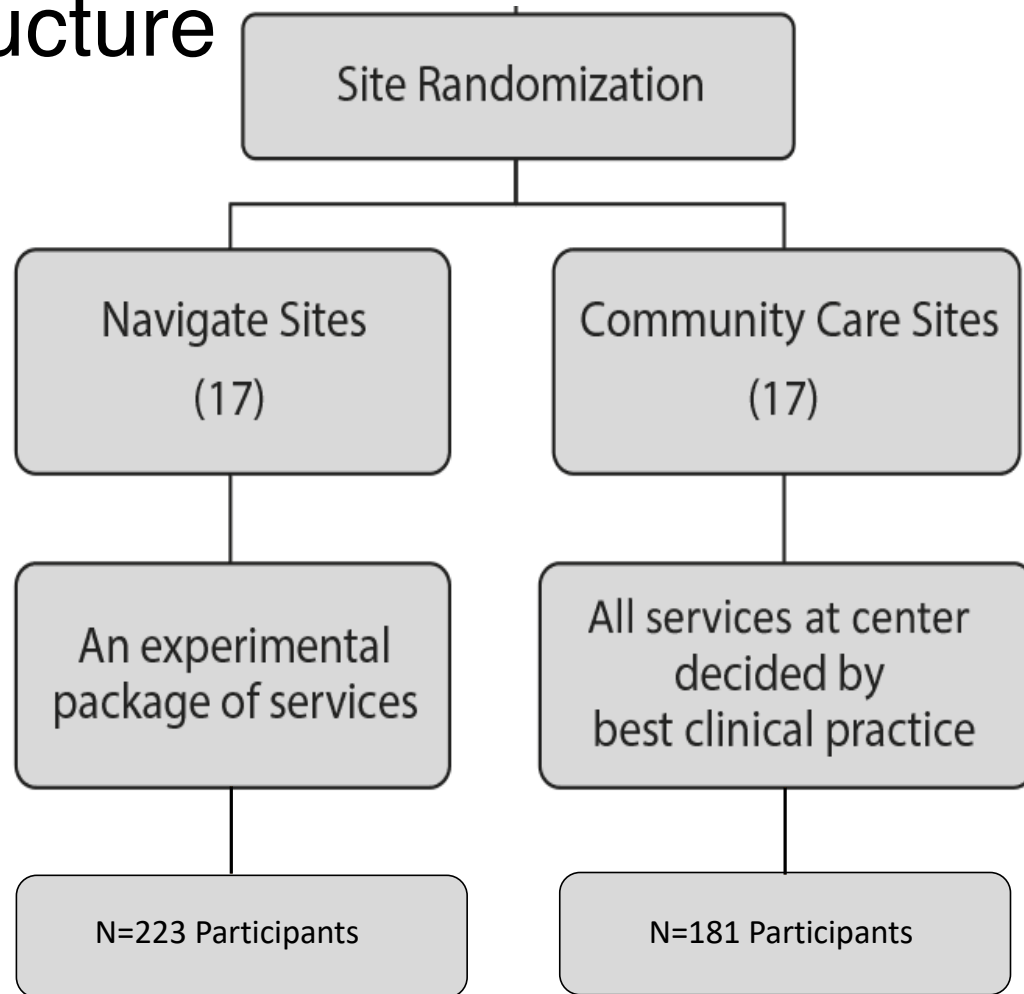 ucture
Site Randomization
Navigate Sites
(17)
Community Care Sites
(17)
An experimental
package of services
All services at center
decided by
best clinical practice
N=223 Participants
N=181 Participants